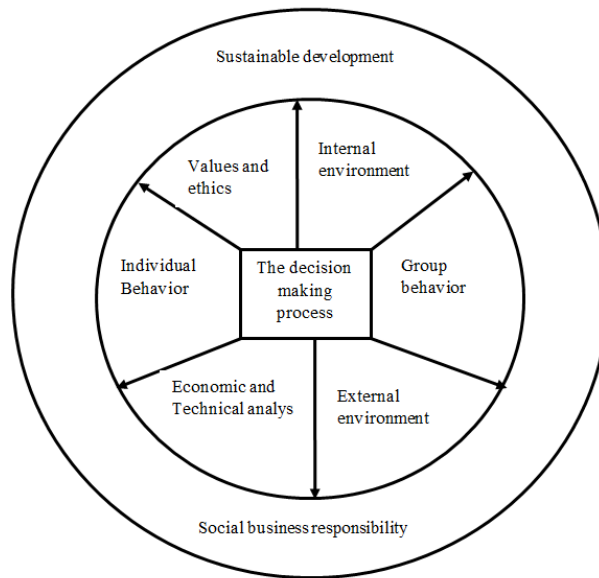 Sustainable development
Values and
ethics
Internal
environment
Individual
Behavior
The decision
making
process
Group
behavior
Economic and
Technical analys
External
environment
Social business responsibility